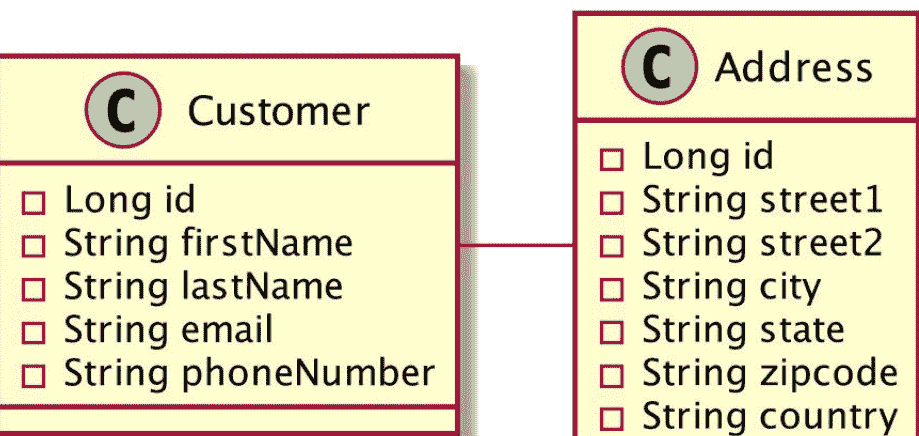 C Customer
Long id
String firstName
String lastName
String email
String phoneNumber
C Address
Long id
String street1
String street2
String city
String state
String zipcode
String country